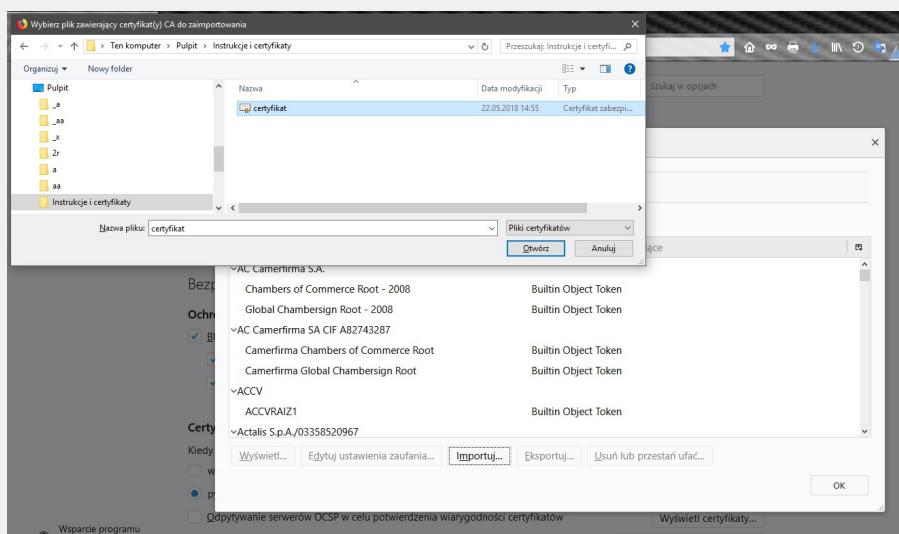 Wybierz plik zawierający certyfikat(y) CA do zaimportowania
Ten komputer > Pulpit > Instrukcje i certyfikaty
Przeszukaj: Instrukcje i certyfi...
Organizuj
Nowy folder
Pulpit
_a
_aa
_x
2r
a
aa
Instrukcje i certyfikaty
Nazwa
Data modyfikacji
Typ
certyfikat
22.05.2018 14:55
Certyfikat zabezpi...
Nazwa pliku:
certyfikat
Pliki certyfikatów
Otwórz
Anuluj
Szukaj w opcjach
AC Camerfirma S.A.
Chambers of Commerce Root - 2008
Builtin Object Token
Global Chambersign Root - 2008
Builtin Object Token
AC Camerfirma SA CIF A82743287
Camerfirma Chambers of Commerce Root
Builtin Object Token
Camerfirma Global Chambersign Root
Builtin Object Token
ACCV
ACCVRAIZ1
Builtin Object Token
Actalis S.p.A./03358520967
Wyświetl...
Edytuj ustawienia zaufania...
Importuj...
Eksportuj...
Usuń lub przestań ufać...
OK
Kiedy
Odpytywanie serwerów OCSP w celu potwierdzenia wiarygodności certyfikatów
Wyświetl certyfikaty...
Wsparcie programu